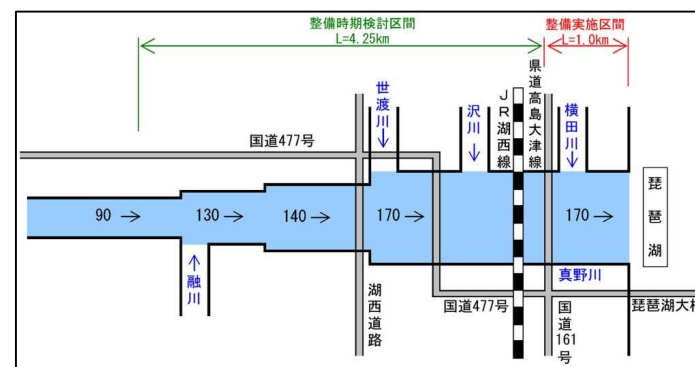 整備時期検討区間
L=4.25km
整備実施区間
L=1.0km
世渡川
沢川
JR湖西線
県道高島大津線
横田川
国道477号
90 →
130 →
140 →
170 →
170 →
琵琶湖
融川
真野川
湖西道路
国道477号
国道161号
琵琶湖大橋